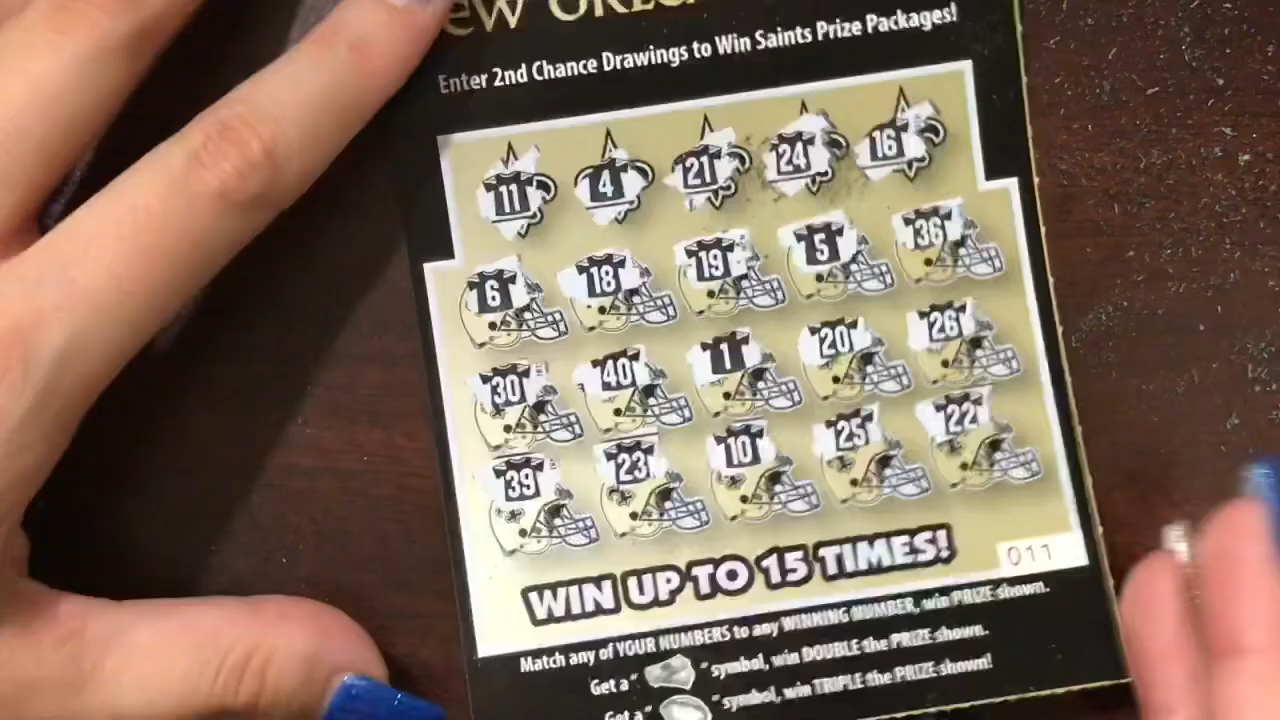 EW ORLEA
Enter 2nd Chance Drawings to Win Saints Prize Packages!
11 4 21 24 16
6 18 19 5 36
30 40 1 20 26
39 23 10 25 22
WIN UP TO 15 TIMES!
011
Match any of YOUR NUMBERS to any WINNING NUMBER, win PRIZE shown.
Get a " " symbol, win DOUBLE the PRIZE shown.
Get a " " symbol, win TRIPLE the PRIZE shown!